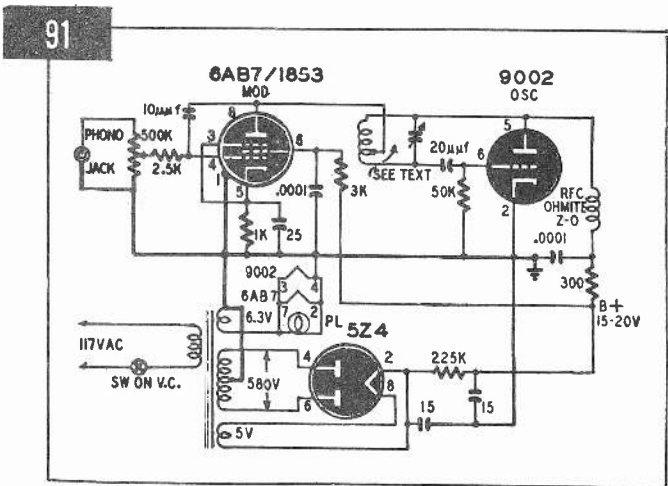 91
6AB7/1853
MOD.
9002
OSC
10μμf
8
5
PHONO
JACK
500K
2.5K
3
4
1
6
5
.0001
3K
(SEE TEXT
20μμf
6
50K
2
RFC
OHMITE
Z-0
1K
25
.0001
300
9002
3
4
6AB7
7
2
6.3V
PL
B+
15-20V
117VAC
SW ON V.C.
5Z4
580V
4
6
2
8
225K
15
15
5V